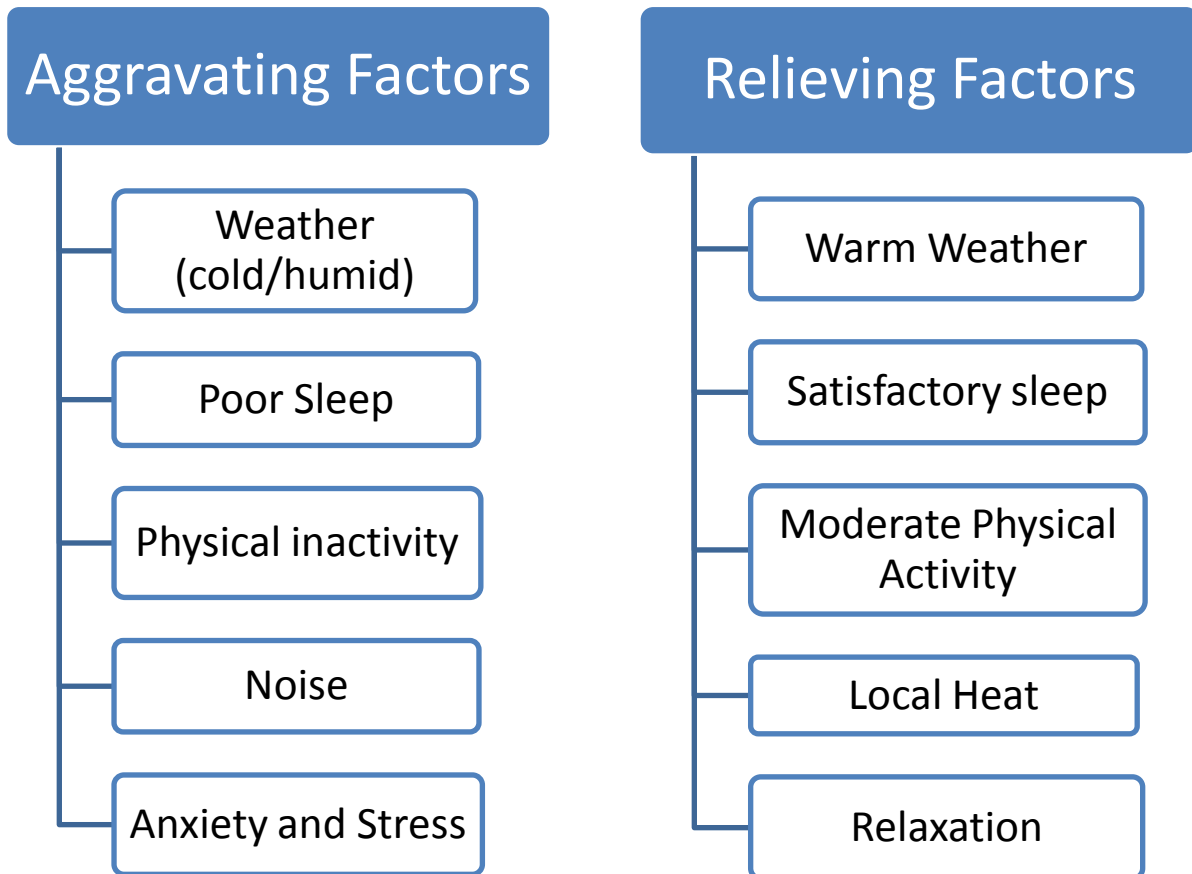 Aggravating Factors
Weather
(cold/humid)
Poor Sleep
Physical inactivity
Noise
Anxiety and Stress
Relieving Factors
Warm Weather
Satisfactory sleep
Moderate Physical
Activity
Local Heat
Relaxation